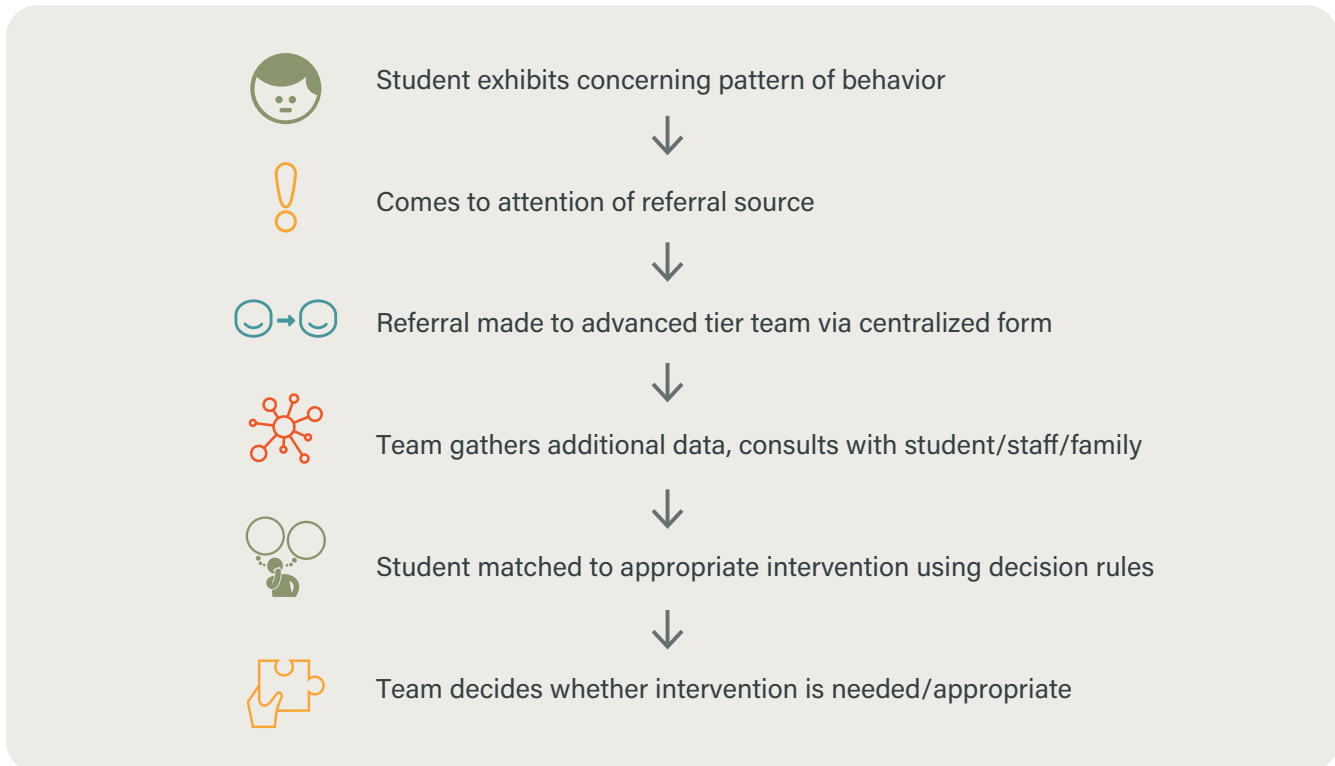 Student exhibits concerning pattern of behavior
Comes to attention of referral source
Referral made to advanced tier team via centralized form
Team gathers additional data, consults with student/staff/family
Student matched to appropriate intervention using decision rules
Team decides whether intervention is needed/appropriate